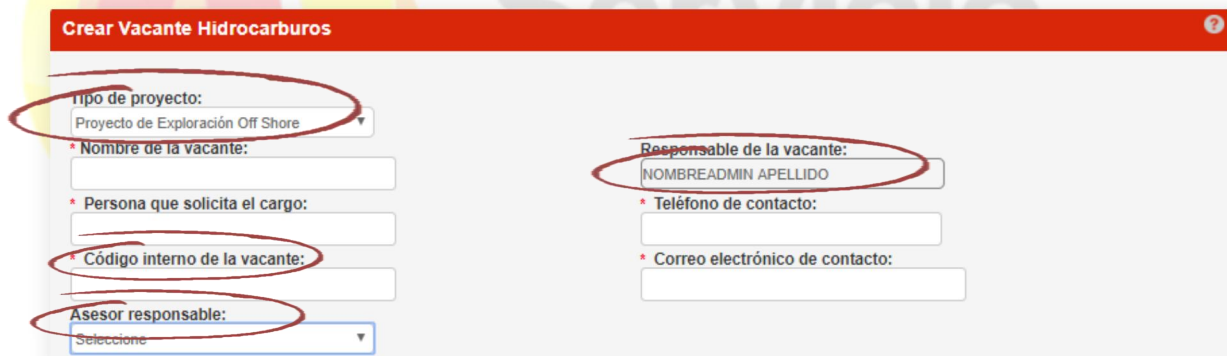 Servicio
Crear Vacante Hidrocarburos
?
Tipo de proyecto:
Proyecto de Exploración Off Shore
* Nombre de la vacante:
Responsable de la vacante:
NOMBREADMIN APELLIDO
* Persona que solicita el cargo:
* Teléfono de contacto:
* Código interno de la vacante:
* Correo electrónico de contacto:
Asesor responsable:
Seleccione